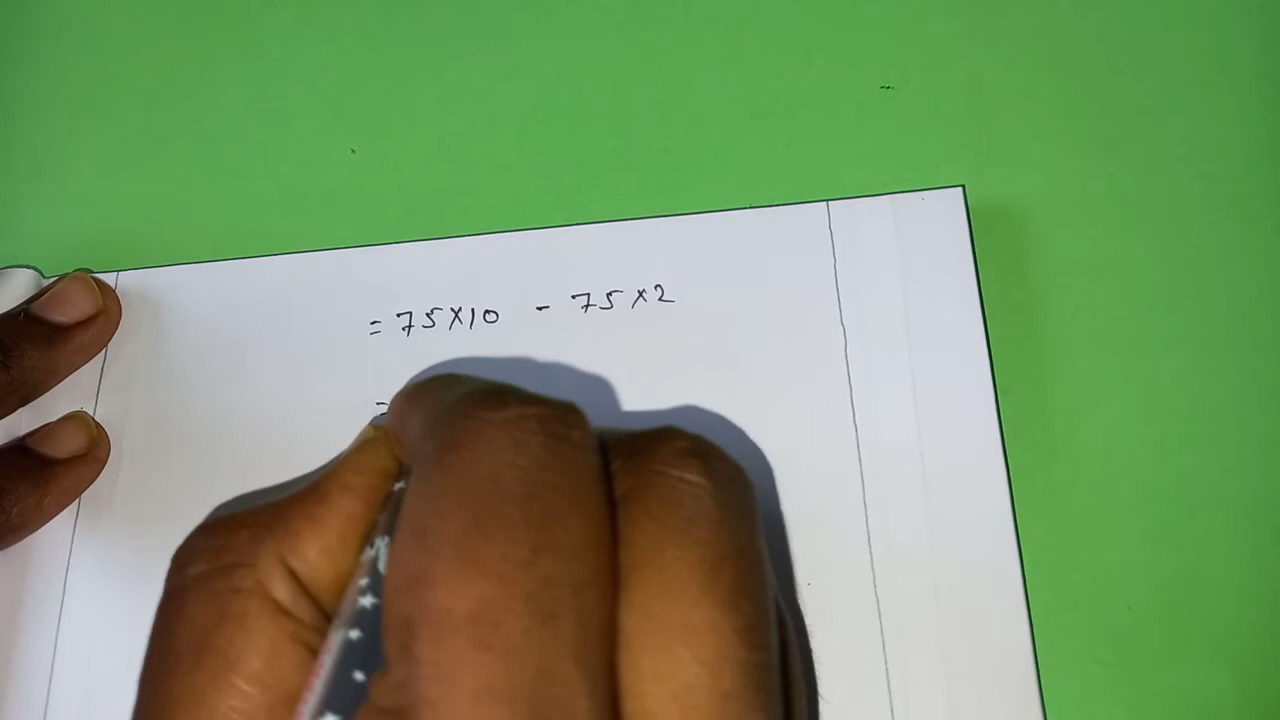 = 75×10 - 75×2
=